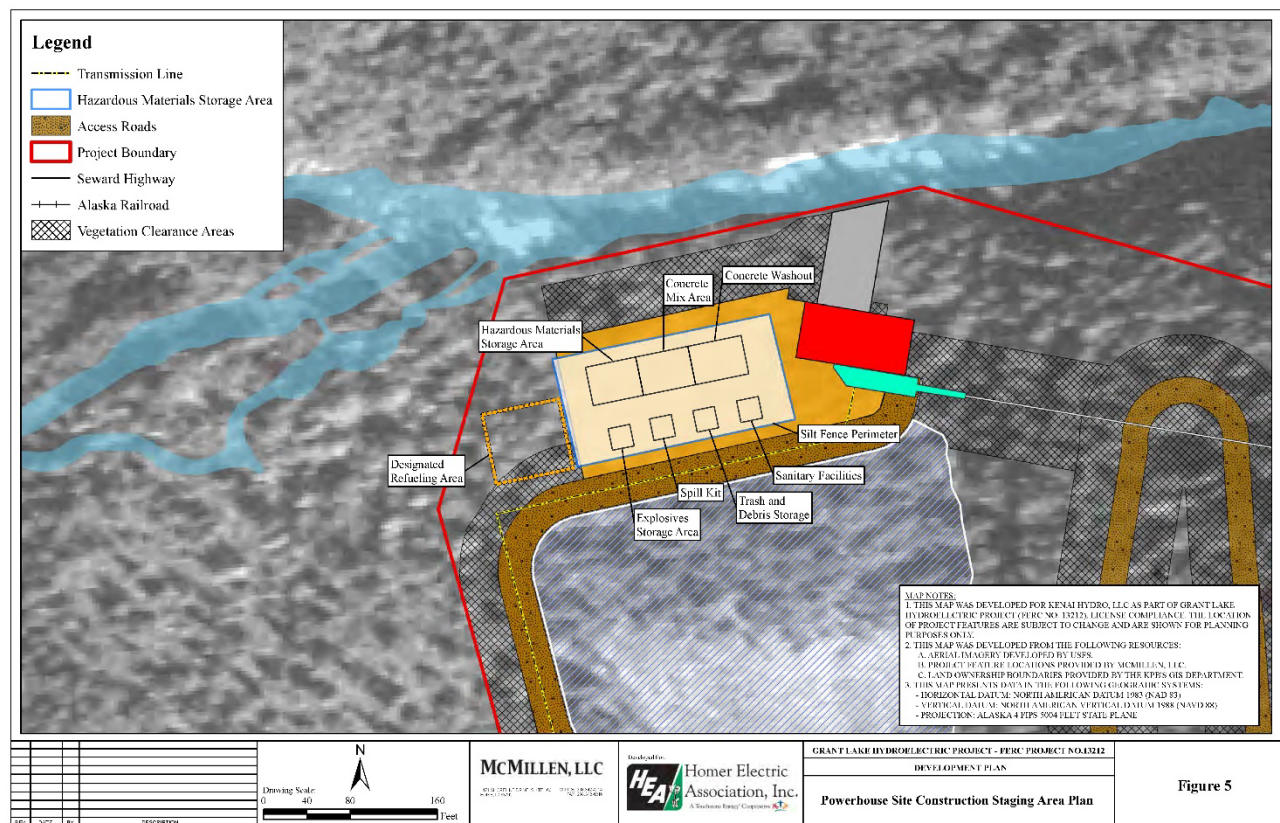 Legend
Transmission Line
Hazardous Materials Storage Area
Access Roads
Project Boundary
Seward Highway
Alaska Railroad
Vegetation Clearance Areas
Concrete Washout
Concrete
Mix Area
Hazardous Materials
Storage Area
Designated
Refueling Area
Silt Fence Perimeter
Sanitary Facilities
Spill Kit
Trash and
Debris Storage
Explosives
Storage Area
MAP NOTES:
1. THIS MAP WAS DEVELOPED FOR KENAI HYDRO, LLC AS PART OF GRANT LAKE
HYDROELECTRIC PROJECT (FERC NO. 13212), LICENSE COMPLIANCE. THE LOCATION
OF PROJECT FEATURES ARE SUBJECT TO CHANGE AND ARE SHOWN FOR PLANNING
PURPOSES ONLY.
2. THIS MAP WAS DEVELOPED FROM THE FOLLOWING RESOURCES:
A. AERIAL IMAGERY DEVELOPED BY USGS.
B. PROJECT FEATURE LOCATIONS PROVIDED BY MCMILLEN, LLC.
C. LAND OWNERSHIP BOUNDARIES PROVIDED BY THE KPB'S GIS DEPARTMENT.
3. THIS MAP PRESENTS DATA IN THE FOLLOWING GEOGRAPHIC SYSTEMS:
- HORIZONTAL DATUM: NORTH AMERICAN DATUM 1983 (NAD 83)
- VERTICAL DATUM: NORTH AMERICAN VERTICAL DATUM 1988 (NAVD 88)
- PROJECTION: ALASKA 4 FIPS 5004 FEET STATE PLANE
REV DATE BY DESCRIPTION
N
Drawing Scale:
0 40 80 160
Feet
MCMILLEN, LLC
Developed For:
HEA
Homer Electric
Association, Inc.
A Touchstone Energy Cooperative
GRANT LAKE HYDROELECTRIC PROJECT - FERC PROJECT NO.13212
DEVELOPMENT PLAN
Powerhouse Site Construction Staging Area Plan
Figure 5